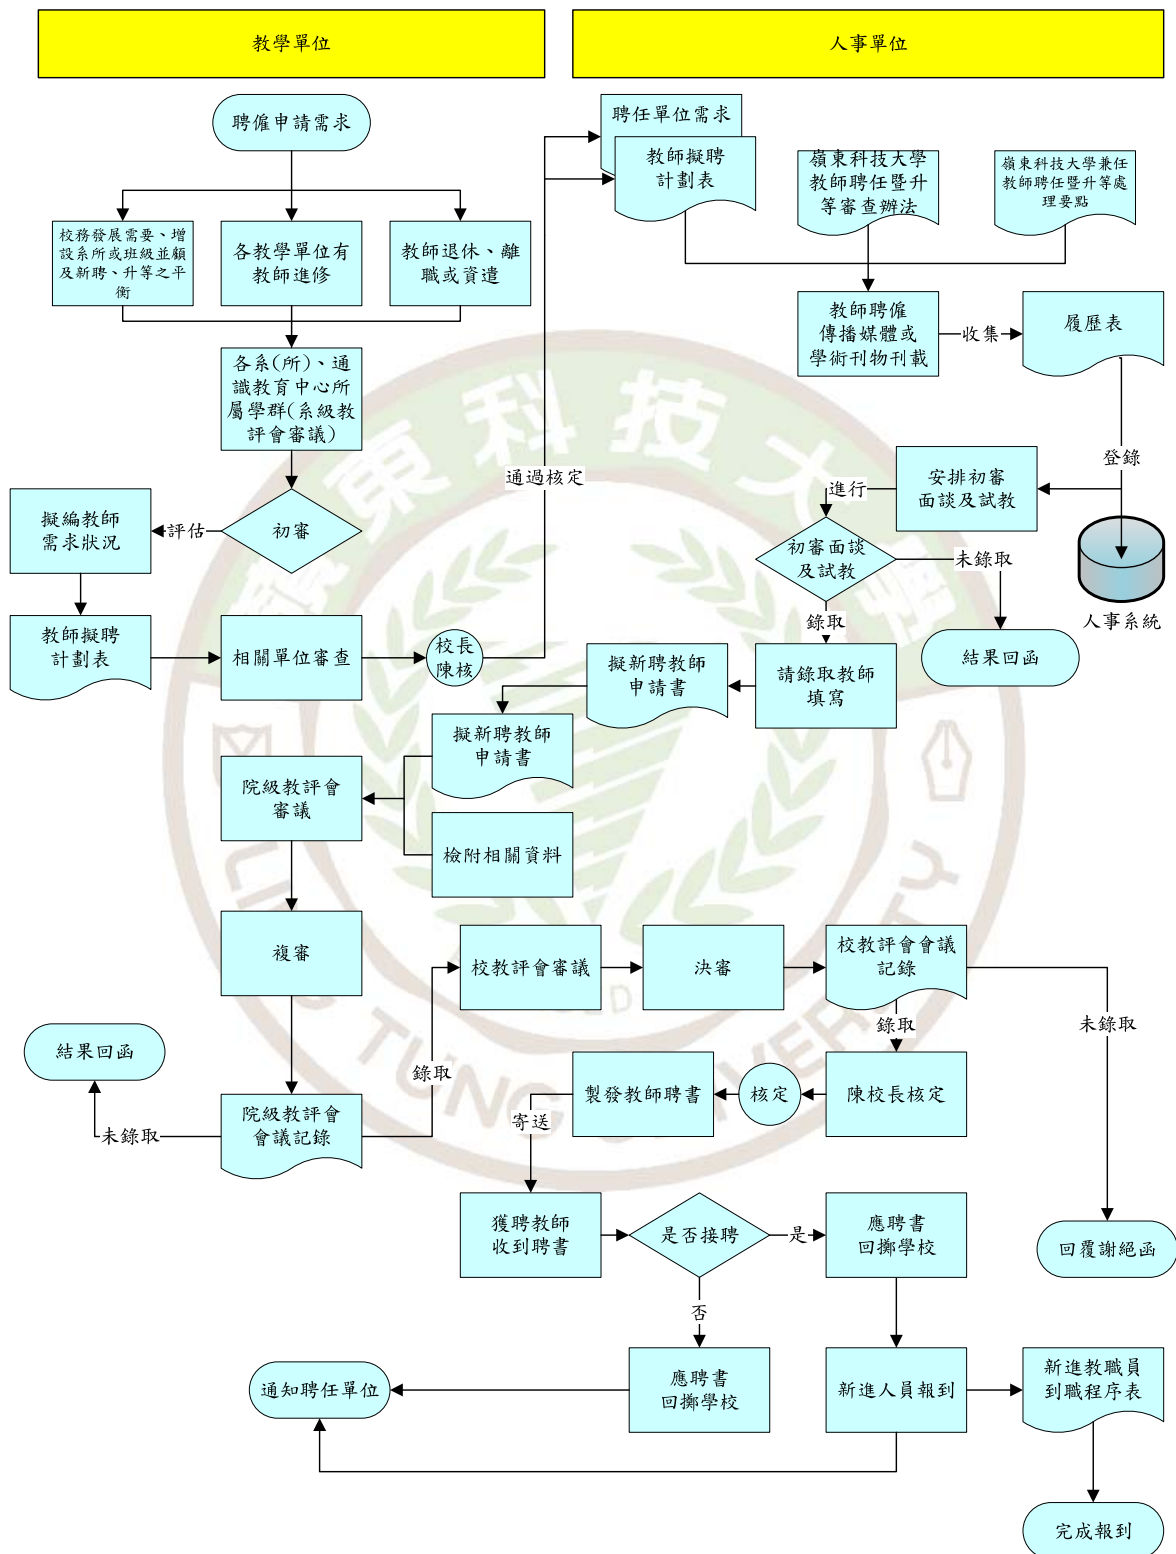 教學單位
人事單位
聘僱申請需求
校務發展需要、增
設系所或班級並顧
及新聘、升等之平
衡
各教學單位有
教師進修
教師退休、離
職或資遣
各系(所)、通
識教育中心所
屬學群(系級教
評會審議)
初審
評估
擬編教師
需求狀況
教師擬聘
計劃表
相關單位審查
校長
陳核
通過核定
聘任單位需求
教師擬聘
計劃表
嶺東科技大學
教師聘任暨升
等審查辦法
嶺東科技大學兼任
教師聘任暨升等處
理要點
教師聘僱
傳播媒體或
學術刊物刊載
收集
履歷表
登錄
人事系統
安排初審
面談及試教
進行
初審面談
及試教
未錄取
結果回函
錄取
請錄取教師
填寫
擬新聘教師
申請書
擬新聘教師
申請書
檢附相關資料
院級教評會
審議
複審
院級教評會
會議記錄
未錄取
結果回函
錄取
校教評會審議
決審
校教評會會議
記錄
未錄取
回覆謝絕函
錄取
陳校長核定
核定
製發教師聘書
寄送
獲聘教師
收到聘書
是否接聘
是
應聘書
回擲學校
否
應聘書
回擲學校
通知聘任單位
新進人員報到
新進教職員
到職程序表
完成報到
嶺東科技大學
LING TUNG UNIVERSITY